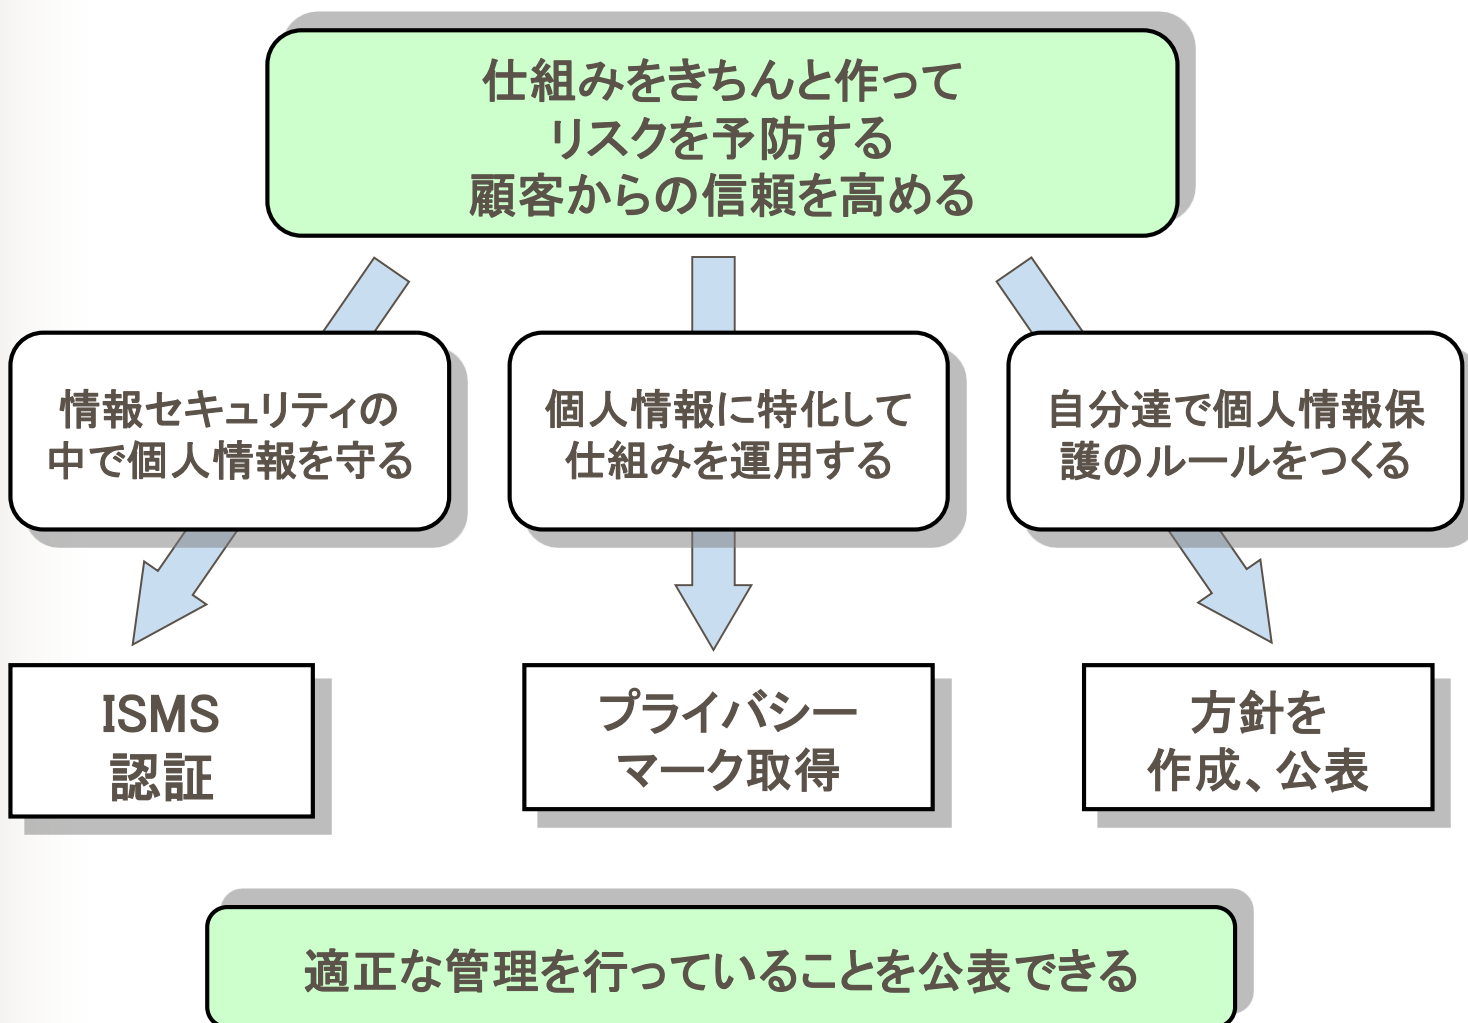 仕組みをきちんと作って
リスクを予防する
顧客からの信頼を高める
情報セキュリティの
中で個人情報を守る
個人情報に特化して
仕組みを運用する
自分達で個人情報保
護のルールをつくる
ISMS
認証
プライバシー
マーク取得
方針を
作成、公表
適正な管理を行っていることを公表できる